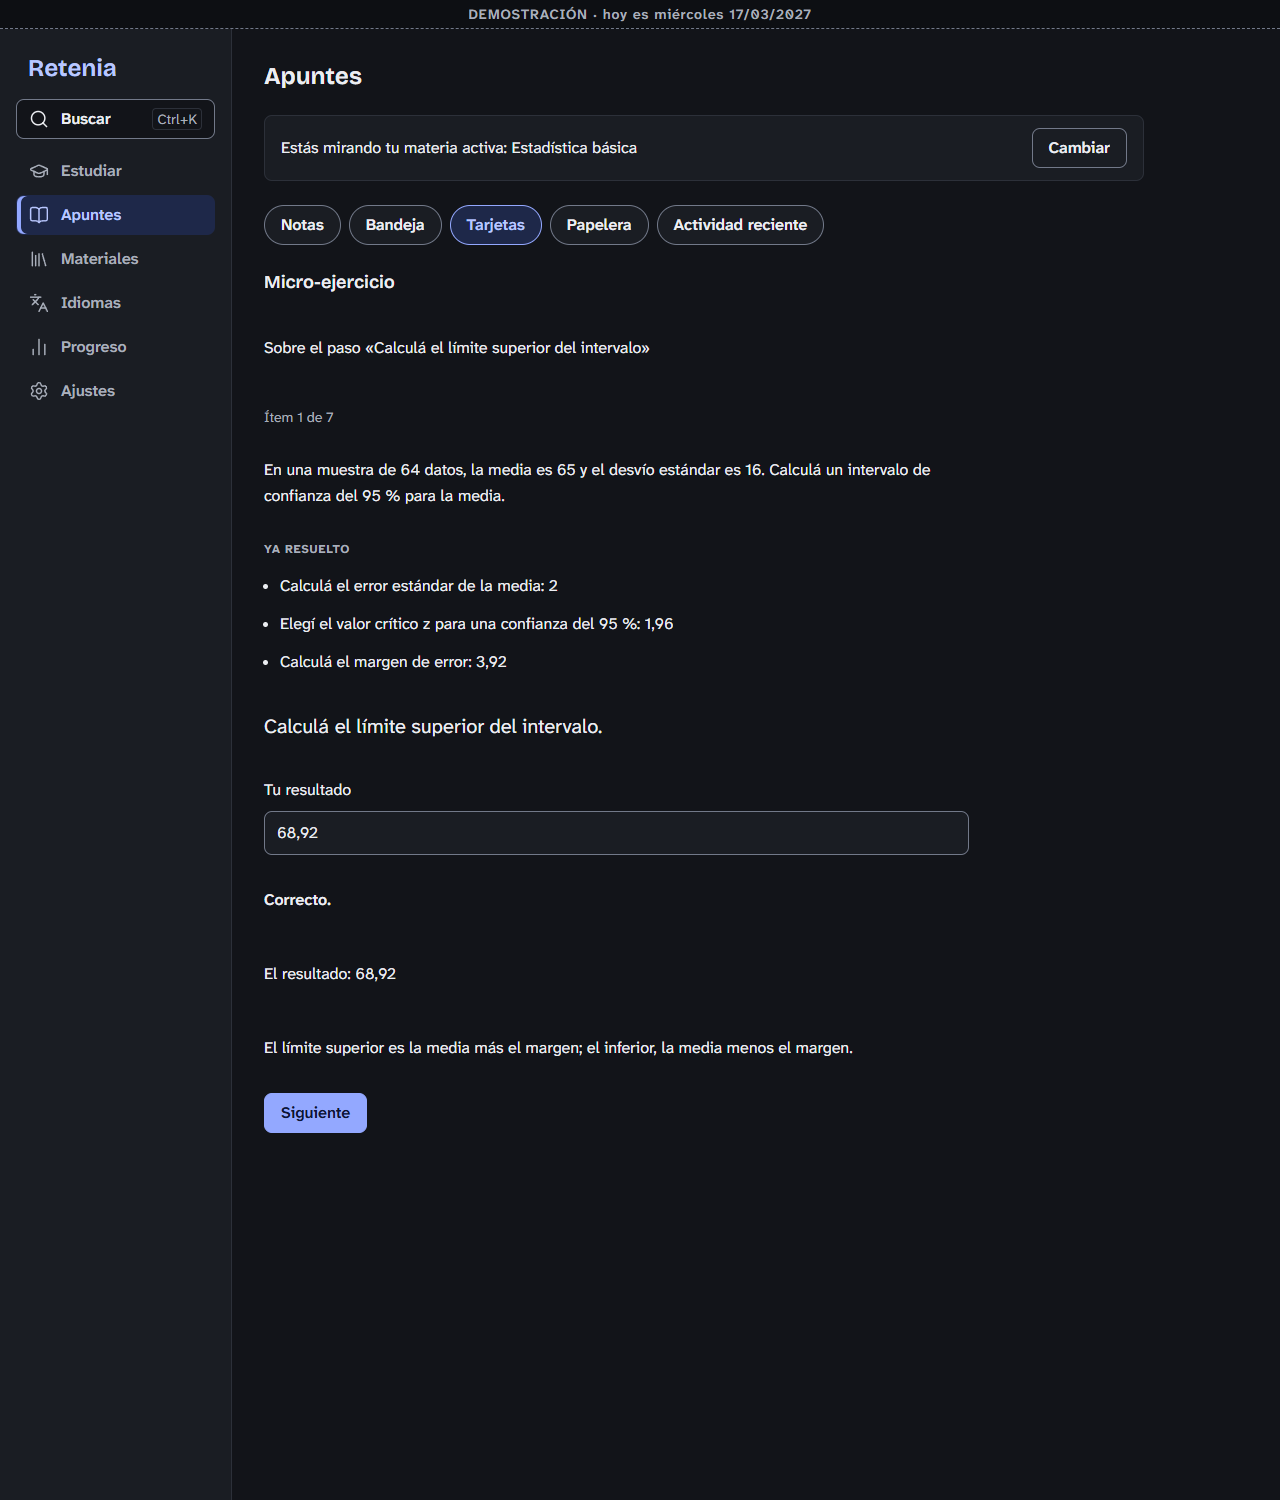 DEMOSTRACIÓN · hoy es miércoles 17/03/2027
Retenia
Buscar Ctrl+K
Estudiar
Apuntes
Materiales
Idiomas
Progreso
Ajustes
Apuntes
Estás mirando tu materia activa: Estadística básica
Cambiar
Notas
Bandeja
Tarjetas
Papelera
Actividad reciente
Micro-ejercicio
Sobre el paso «Calculá el límite superior del intervalo»
Ítem 1 de 7
En una muestra de 64 datos, la media es 65 y el desvío estándar es 16. Calculá un intervalo de
confianza del 95 % para la media.
YA RESUELTO
• Calculá el error estándar de la media: 2
• Elegí el valor crítico z para una confianza del 95 %: 1,96
• Calculá el margen de error: 3,92
Calculá el límite superior del intervalo.
Tu resultado
68,92
Correcto.
El resultado: 68,92
El límite superior es la media más el margen; el inferior, la media menos el margen.
Siguiente